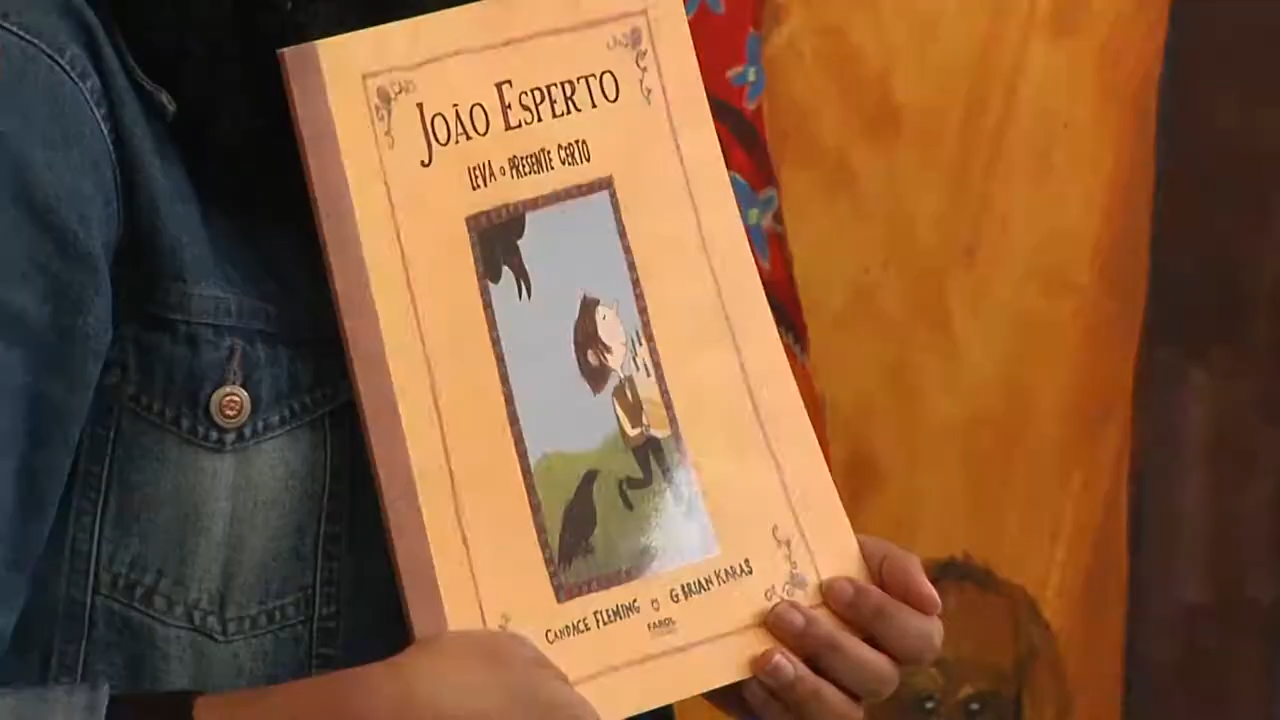 JOÃO ESPERTO
LEVA O PRESENTE CERTO
CANDACE FLEMING G. BRIAN KARAS
FAROL